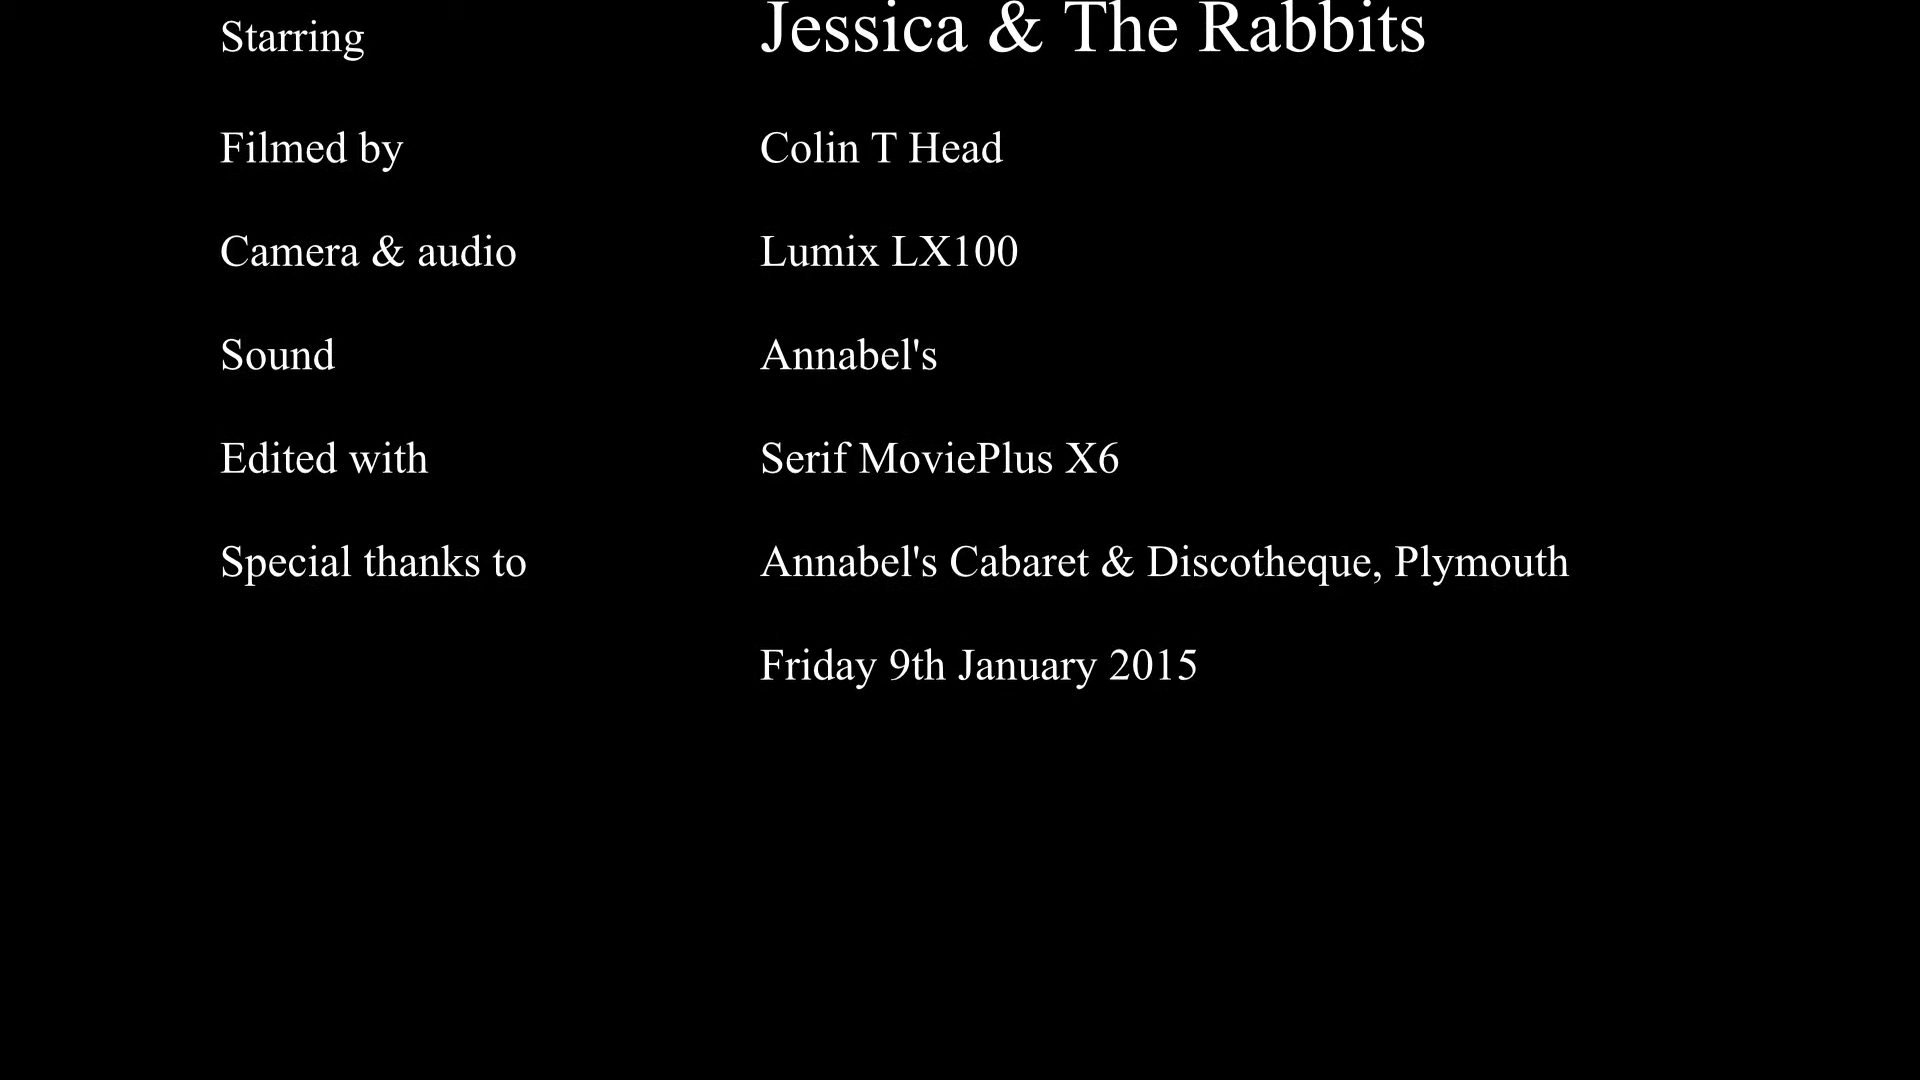 Starring Jessica & The Rabbits
Filmed by Colin T Head
Camera & audio Lumix LX100
Sound Annabel's
Edited with Serif MoviePlus X6
Special thanks to Annabel's Cabaret & Discotheque, Plymouth
Friday 9th January 2015